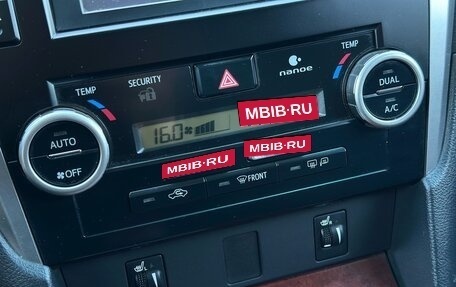 TEMP
SECURITY
nanoe
TEMP
AUTO
OFF
16.0
MBIB·RU
MBIB·RU
MBIB·RU
DUAL
A/C
FRONT